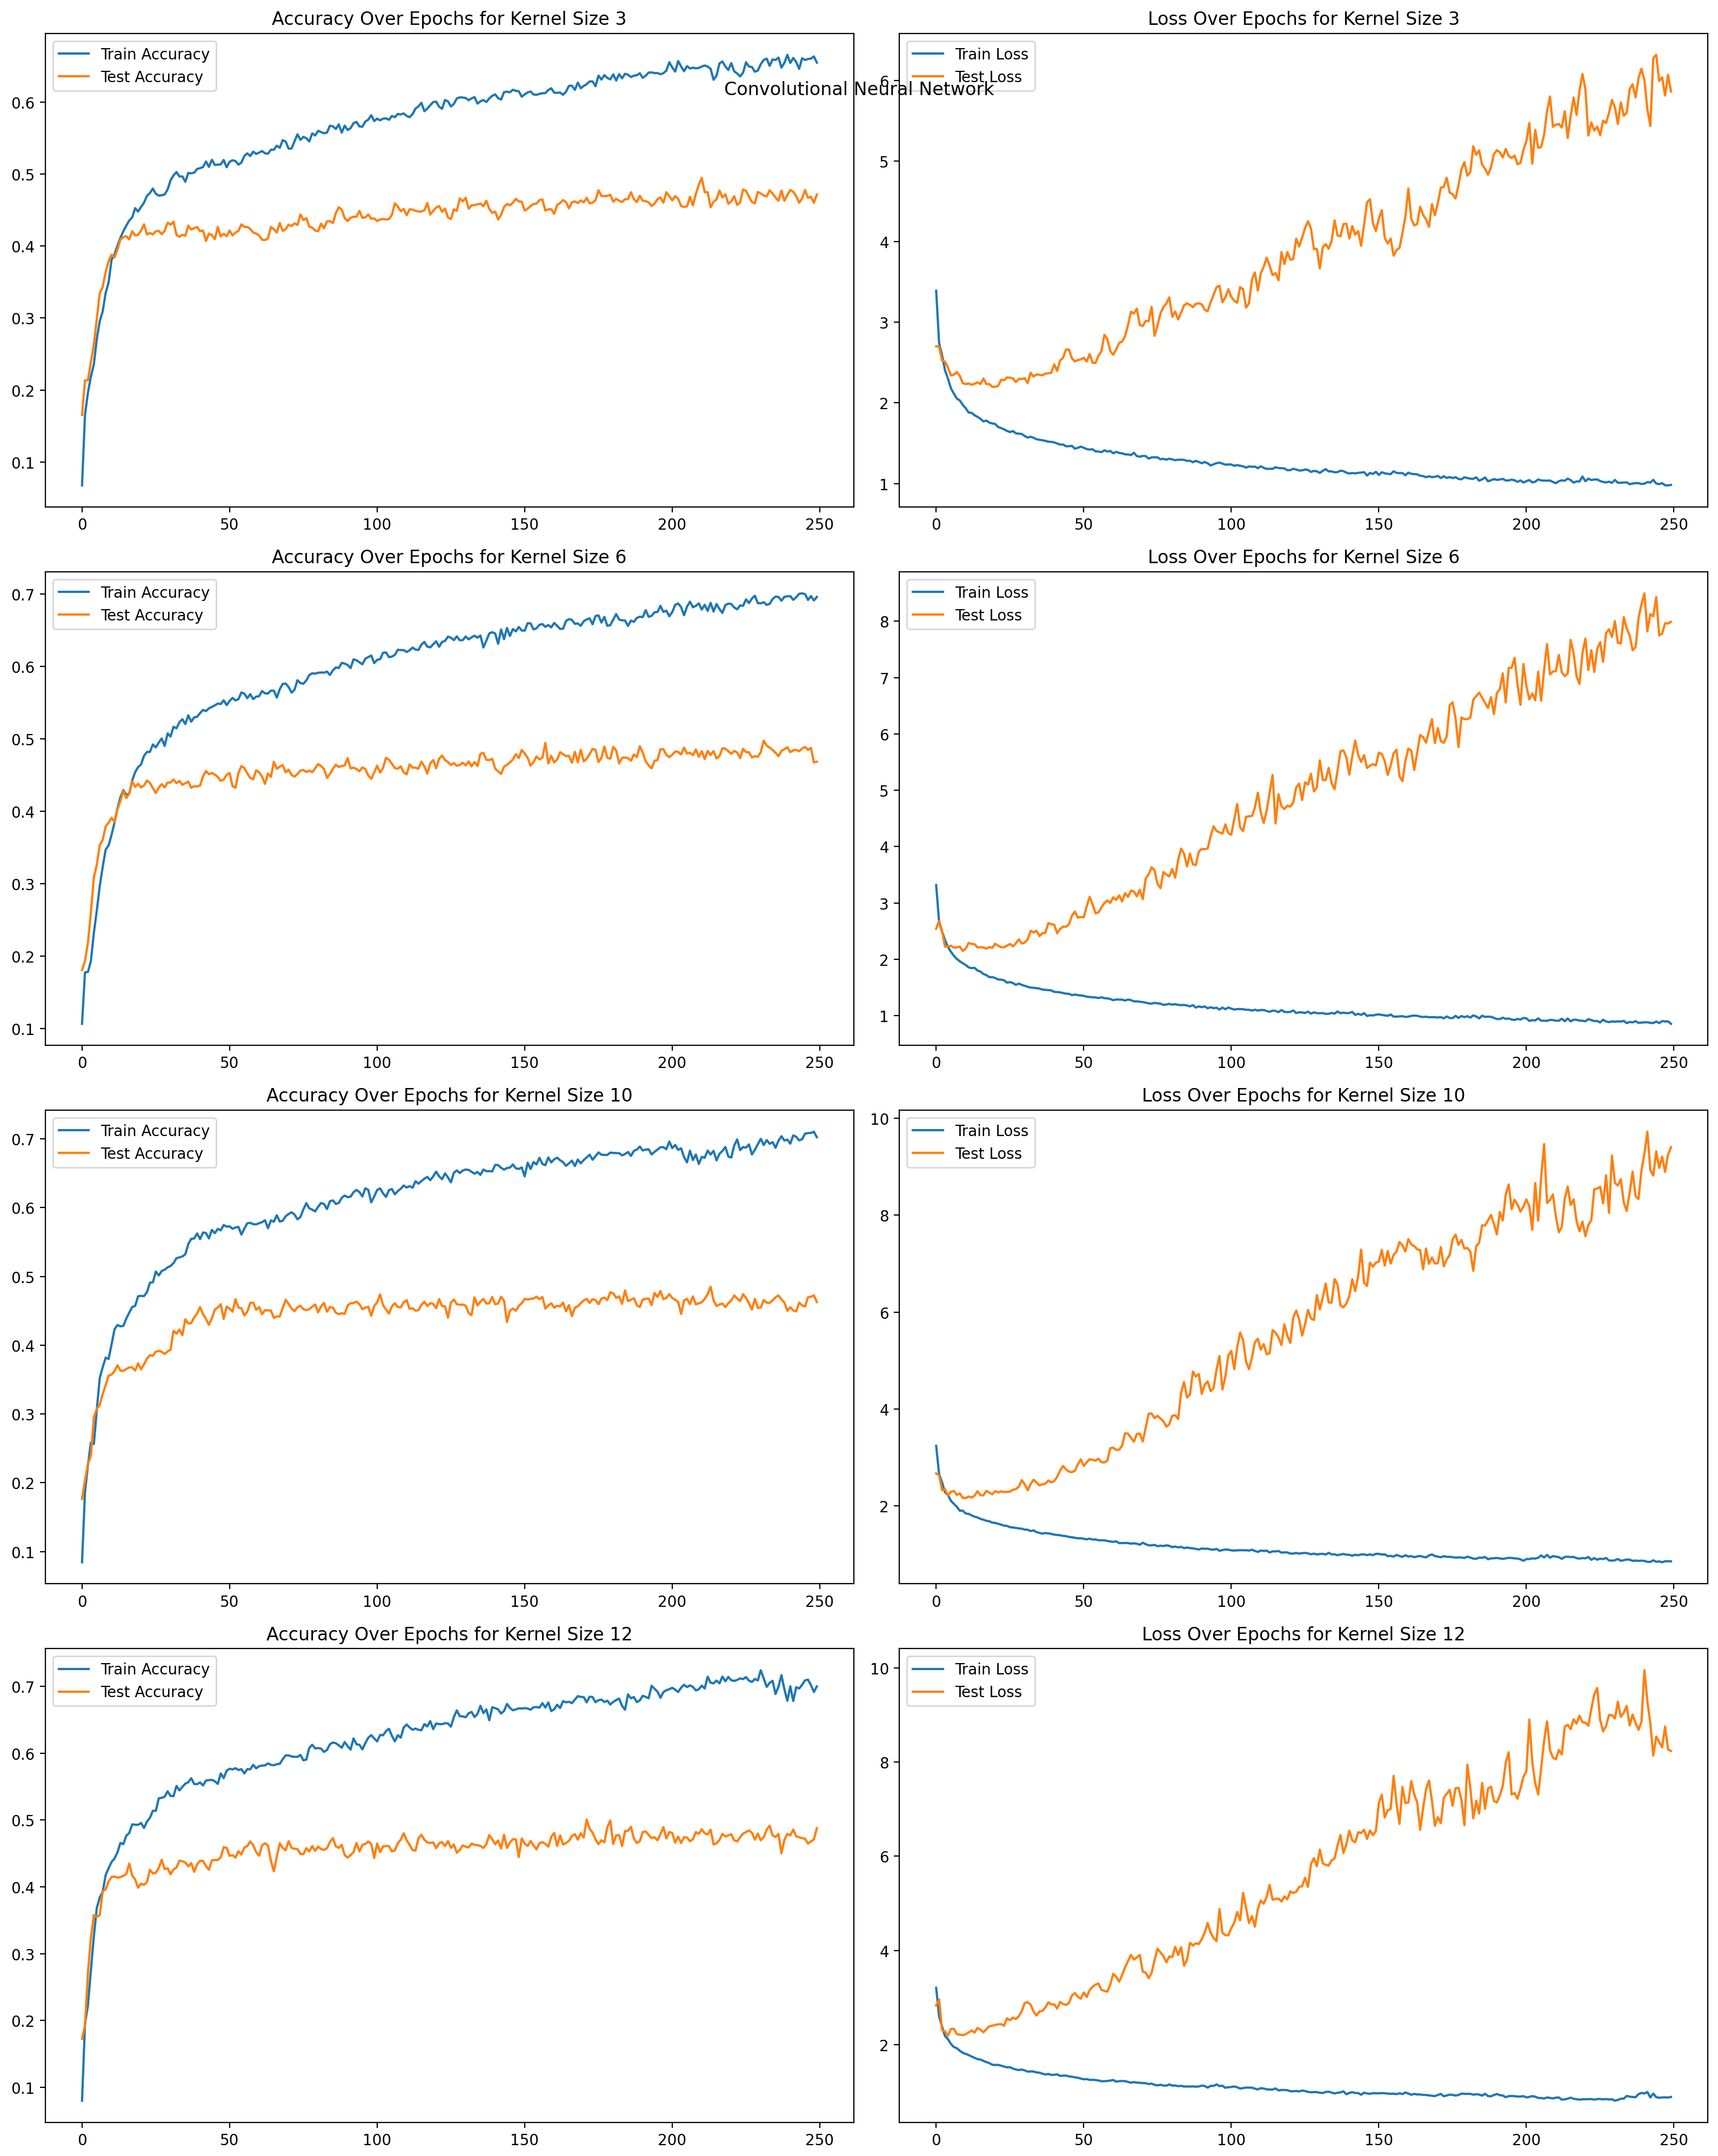 Accuracy Over Epochs for Kernel Size 3
Train Accuracy
Test Accuracy
0.6
0.5
0.4
0.3
0.2
0.1
0 50 100 150 200 250
Loss Over Epochs for Kernel Size 3
Train Loss
Test Loss
Convolutional Neural Network
6
5
4
3
2
1
0 50 100 150 200 250
Accuracy Over Epochs for Kernel Size 6
Train Accuracy
Test Accuracy
0.7
0.6
0.5
0.4
0.3
0.2
0.1
0 50 100 150 200 250
Loss Over Epochs for Kernel Size 6
Train Loss
Test Loss
8
7
6
5
4
3
2
1
0 50 100 150 200 250
Accuracy Over Epochs for Kernel Size 10
Train Accuracy
Test Accuracy
0.7
0.6
0.5
0.4
0.3
0.2
0.1
0 50 100 150 200 250
Loss Over Epochs for Kernel Size 10
Train Loss
Test Loss
10
8
6
4
2
0 50 100 150 200 250
Accuracy Over Epochs for Kernel Size 12
Train Accuracy
Test Accuracy
0.7
0.6
0.5
0.4
0.3
0.2
0.1
0 50 100 150 200 250
Loss Over Epochs for Kernel Size 12
Train Loss
Test Loss
10
8
6
4
2
0 50 100 150 200 250